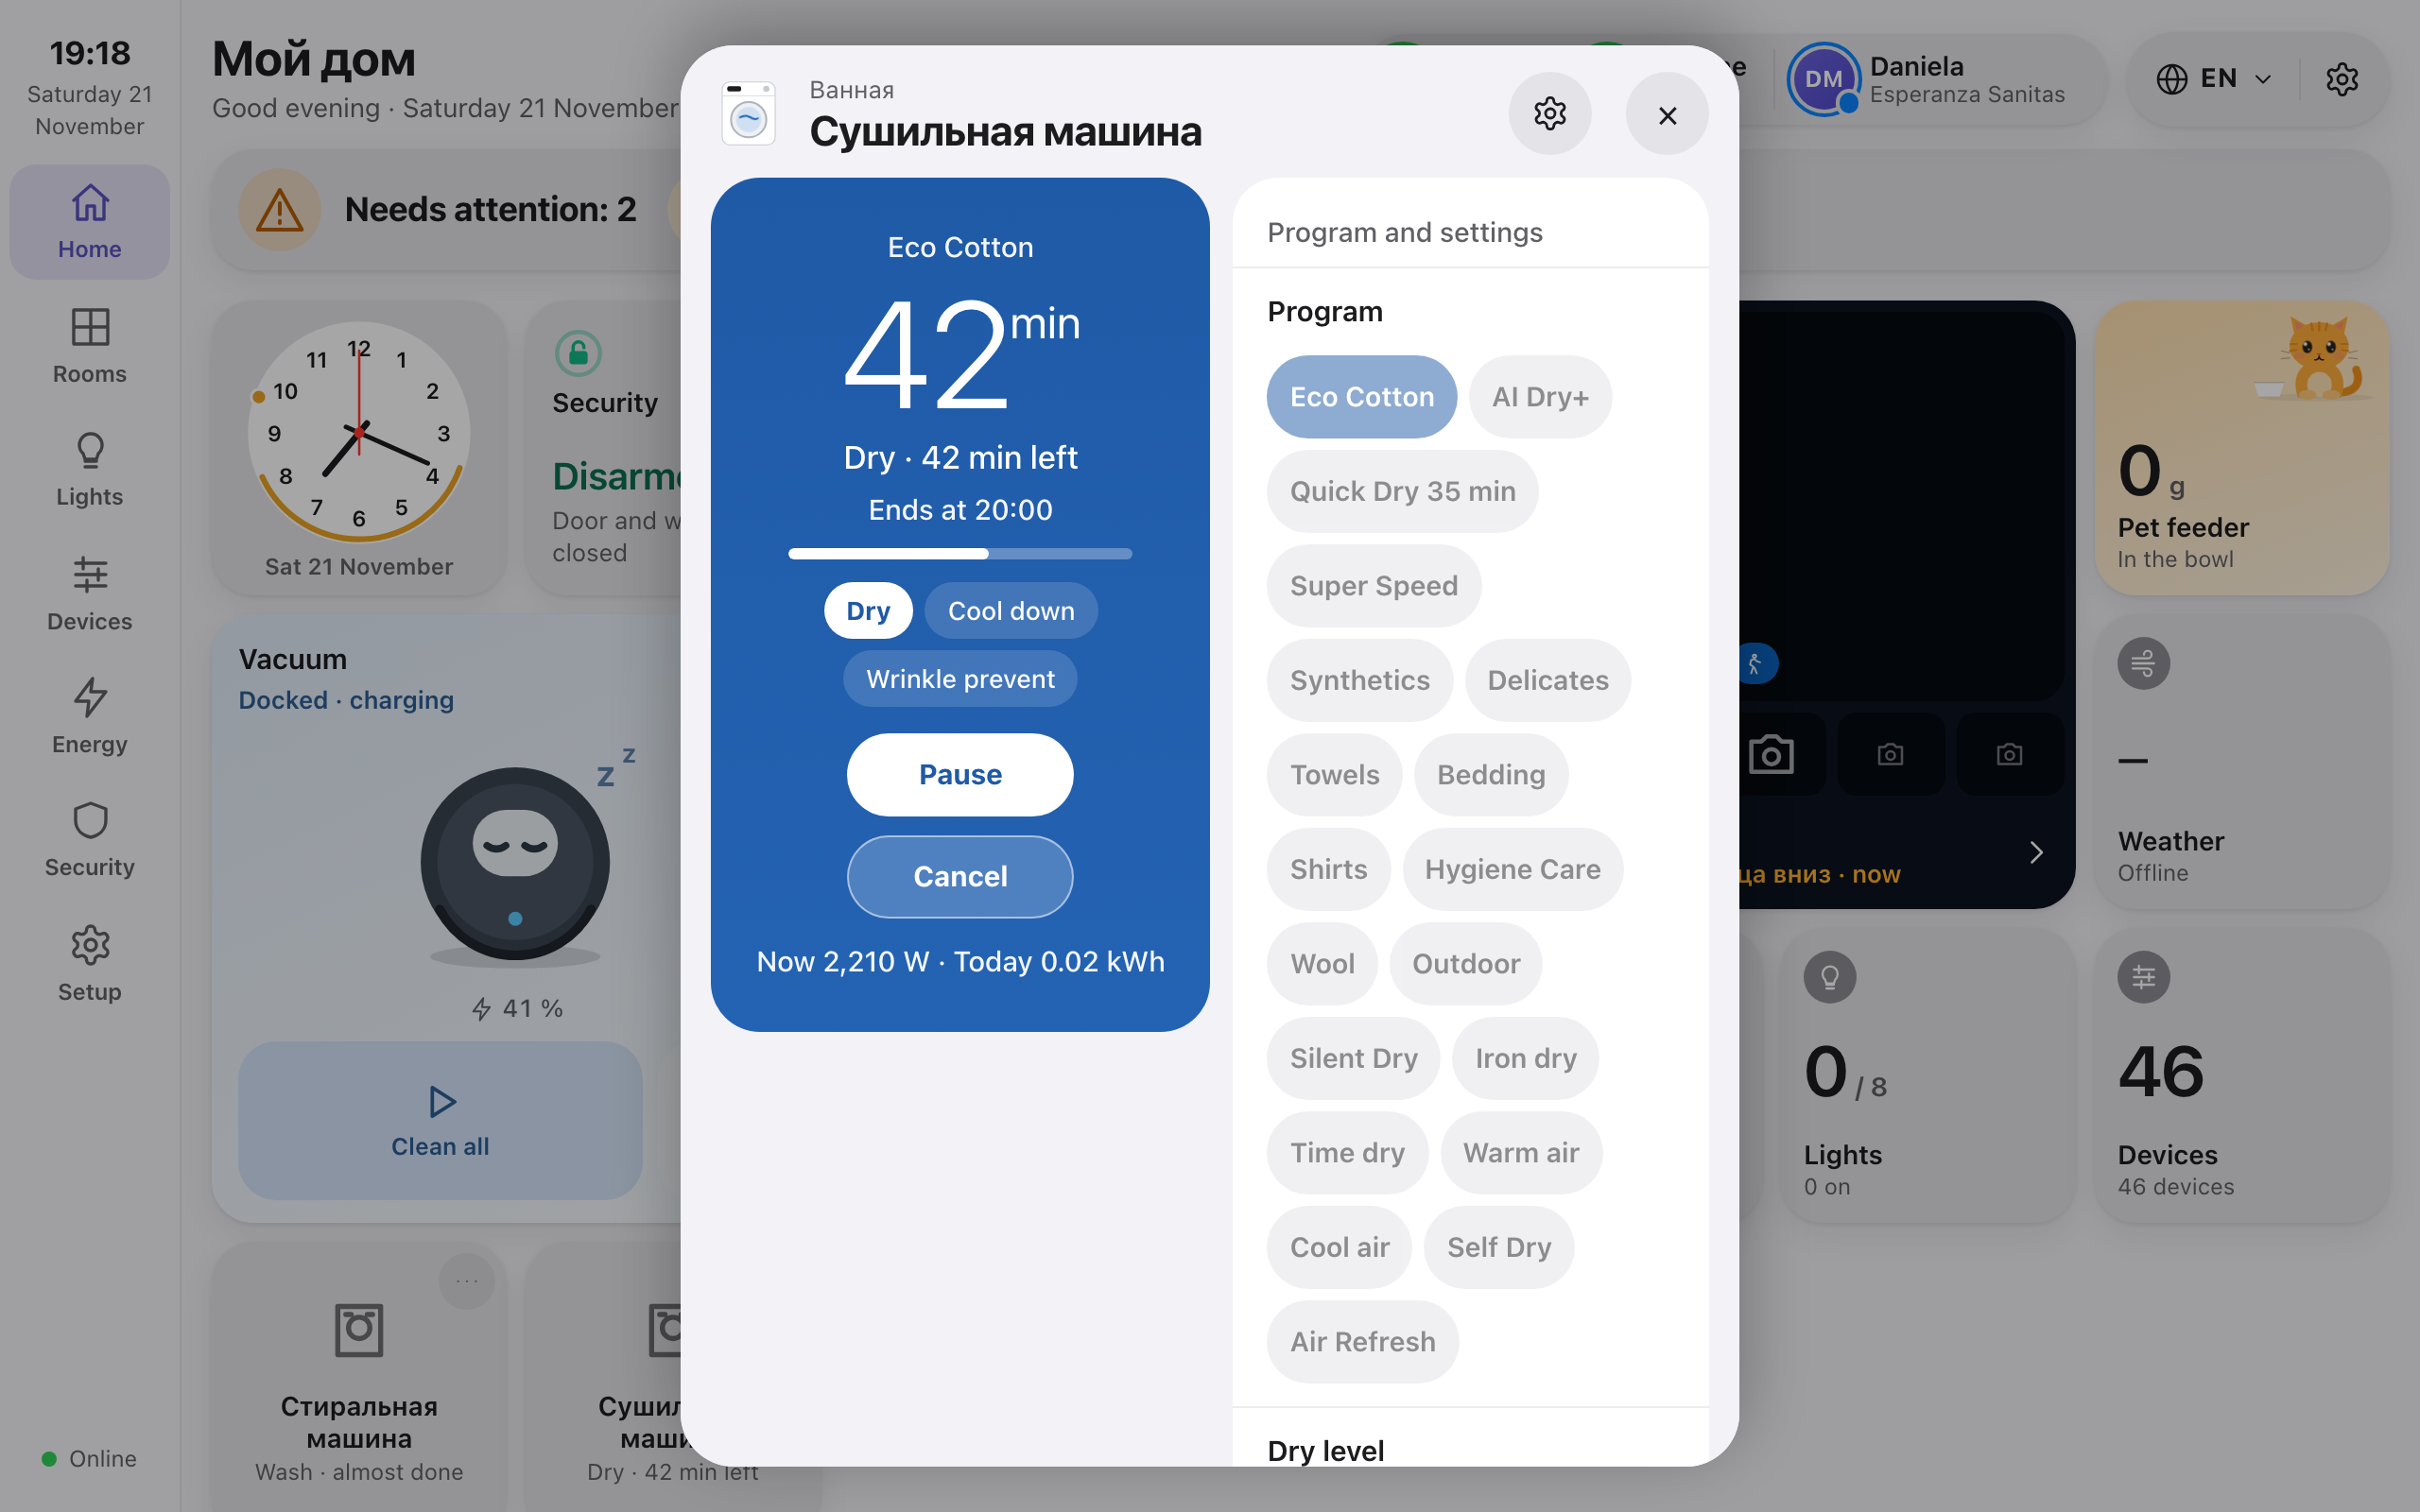 19:18
Saturday 21
November
Home
Rooms
Lights
Devices
Energy
Security
Setup
Online
Мой дом
Good evening · Saturday 21 November
Daniela
DM
Esperanza Sanitas
EN
Needs attention: 2
12
1
2
3
4
5
6
7
8
9
10
11
Sat 21 November
Security
Door and w
closed
Vacuum
Docked · charging
z z
41 %
Clean all
Стиральная
машина
Wash · almost done
Dry · 42 min left
Ванная
Сушильная машина
Eco Cotton
42 min
Dry · 42 min left
Ends at 20:00
Dry
Cool down
Wrinkle prevent
Pause
Cancel
Now 2,210 W · Today 0.02 kWh
Program and settings
Program
Eco Cotton
AI Dry+
Quick Dry 35 min
Super Speed
Synthetics
Delicates
Towels
Bedding
Shirts
Hygiene Care
Wool
Outdoor
Silent Dry
Iron dry
Time dry
Warm air
Cool air
Self Dry
Air Refresh
Dry level
вниз · now
0 g
Pet feeder
In the bowl
–
Weather
Offline
0 / 8
Lights
0 on
46
Devices
46 devices